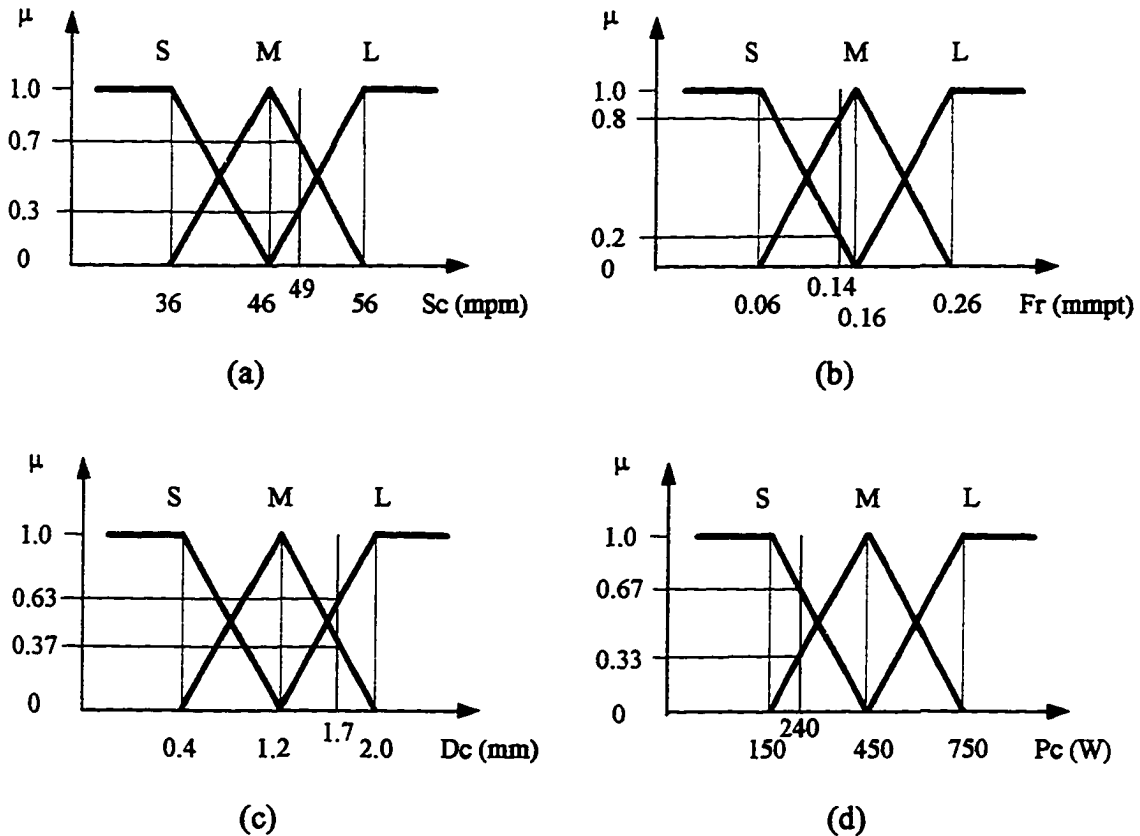 μ
S M L
1.0
0.7
0.3
0
36 46 49 56 Sc (mpm)
(a)
μ
S M L
1.0
0.8
0.2
0
0.06 0.14 0.16 0.26 Fr (mmpt)
(b)
μ
S M L
1.0
0.63
0.37
0
0.4 1.2 1.7 2.0 Dc (mm)
(c)
μ
S M L
1.0
0.67
0.33
0
150 240 450 750 Pc (W)
(d)